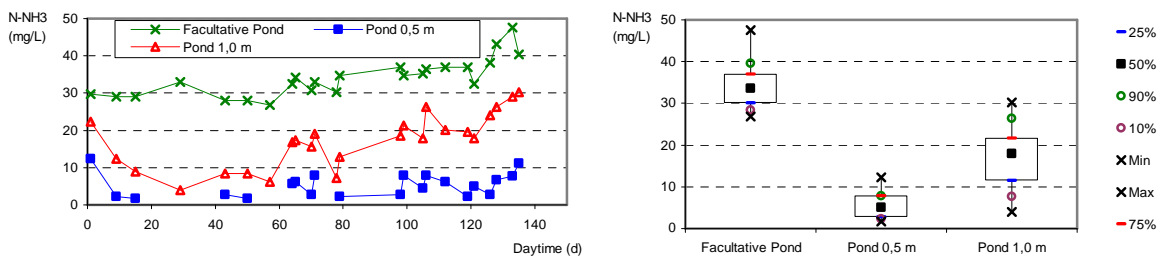 N-NH3
(mg/L)
50
40
30
20
10
0
0 20 40 60 80 100 120 140
Daytime (d)
Facultative Pond
Pond 0,5 m
Pond 1,0 m
N-NH3
(mg/L)
50
40
30
20
10
0
Facultative Pond Pond 0,5 m Pond 1,0 m
25%
50%
90%
10%
Min
Max
75%